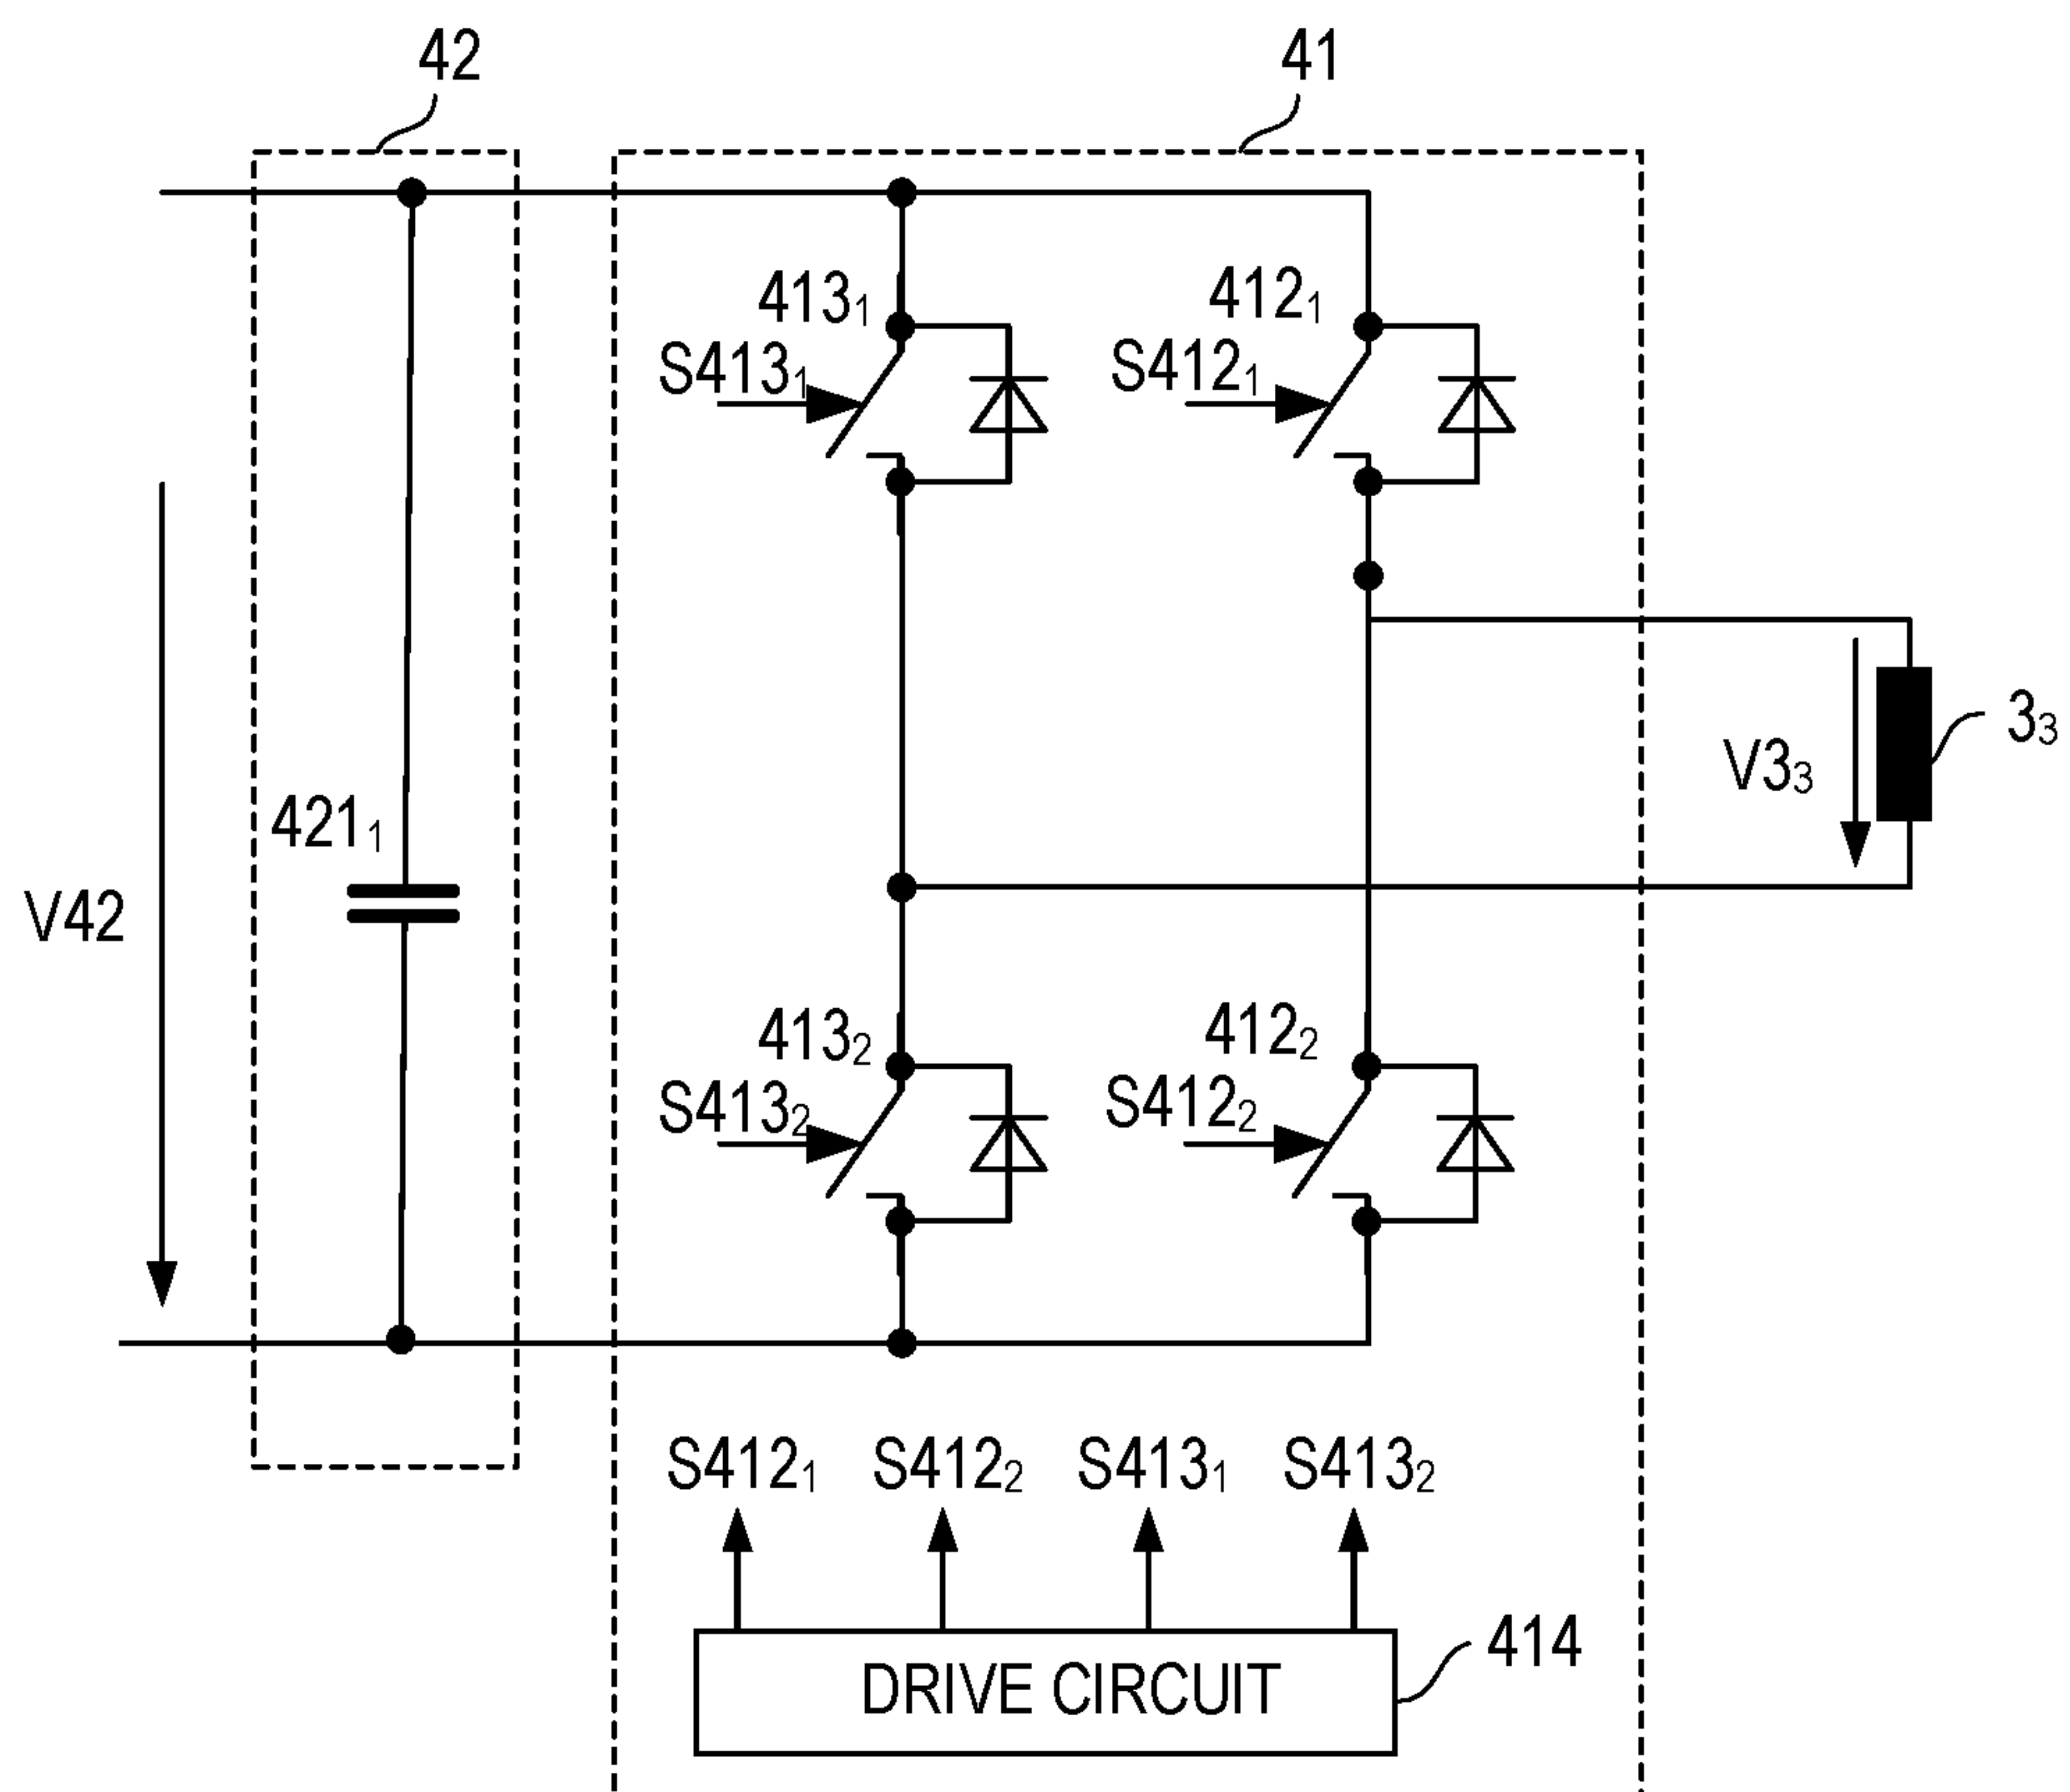 42
41
413₁
412₁
S413₁
S412₁
3₃
V3₃
421₁
V42
413₂
412₂
S413₂
S412₂
S412₁ S412₂ S413₁ S413₂
414
DRIVE CIRCUIT